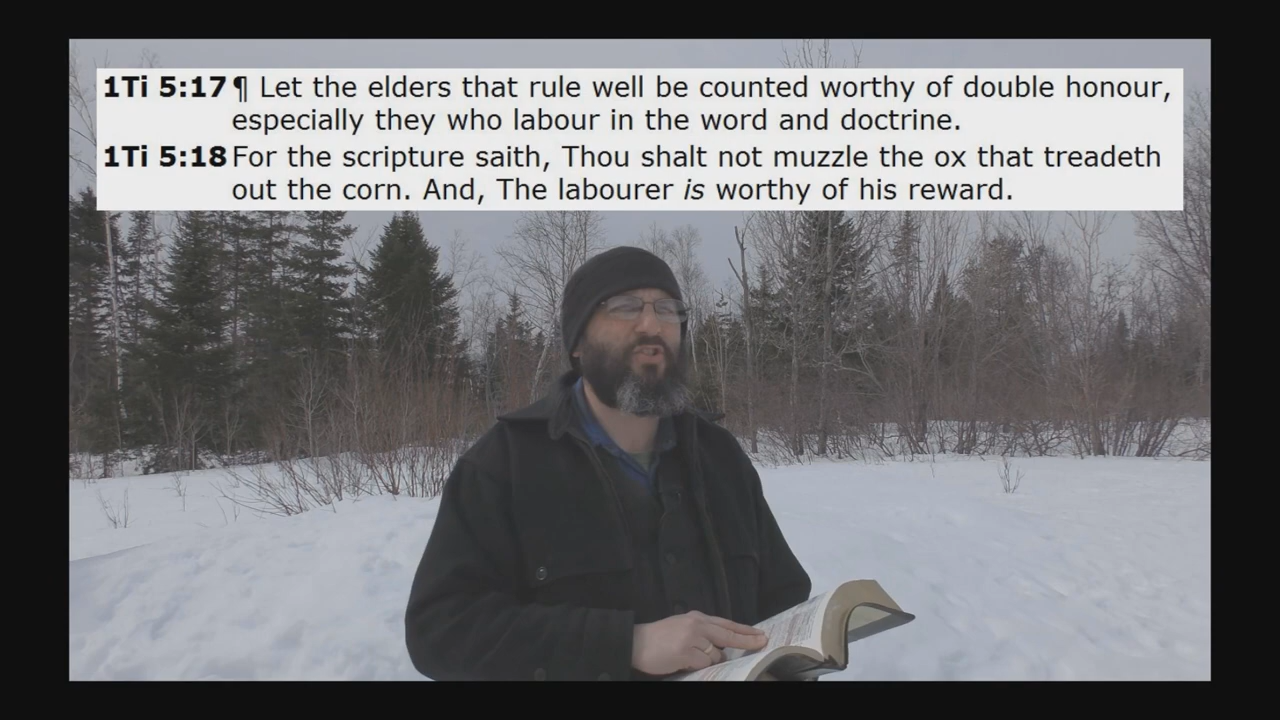 1Ti 5:17¶ Let the elders that rule well be counted worthy of double honour,
especially they who labour in the word and doctrine.
1Ti 5:18 For the scripture saith, Thou shalt not muzzle the ox that treadeth
out the corn. And, The labourer is worthy of his reward.